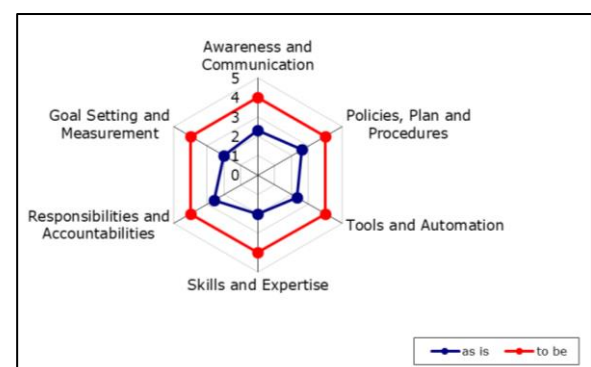 Awareness and
Communication
5
4
3
2
1
0
Goal Setting and
Measurement
Policies, Plan and
Procedures
Responsibilities and
Accountabilities
Tools and Automation
Skills and Expertise
as is
to be